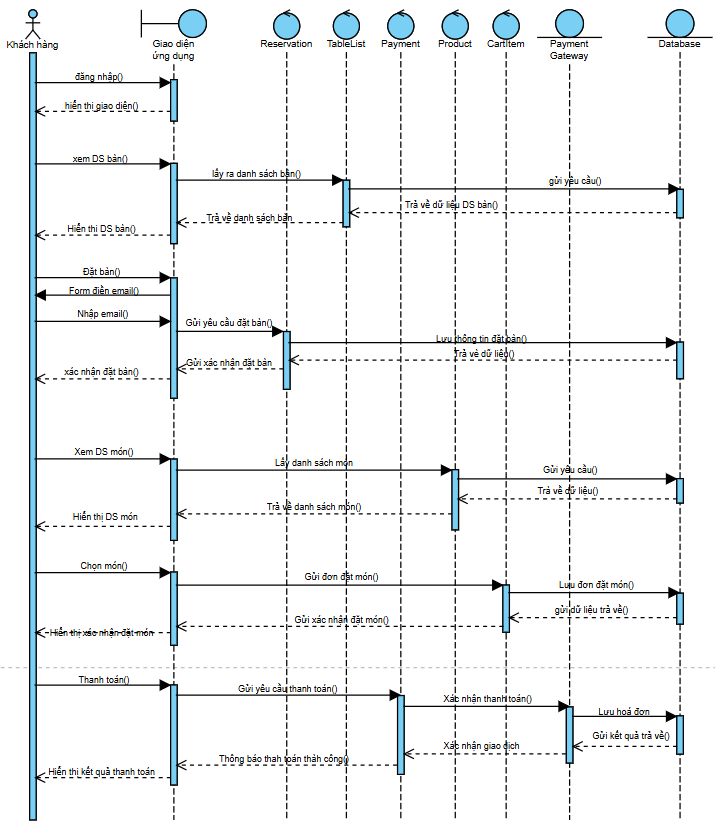 Khách hàng
Giao diện
ứng dụng
Reservation
TableList
Payment
Product
CartItem
Payment
Gateway
Database
đăng nhập()
hiển thị giao diện()
xem DS bàn()
lấy ra danh sách bàn()
gửi yêu cầu()
Trả về dữ liệu DS bàn()
Trả về danh sách bàn
Hiển thị DS bàn()
Đặt bàn()
Form điền email()
Nhập email()
Gửi yêu cầu đặt bàn()
Lưu thông tin đặt bàn()
Trả về dữ liệu()
Gửi xác nhận đặt bàn
xác nhận đặt bàn()
Xem DS món()
Lấy danh sách món
Gửi yêu cầu()
Trả về dữ liệu()
Trả về danh sách món()
Hiển thị DS món
Chọn món()
Gửi đơn đặt món()
Lưu đơn đặt món()
gửi dữ liệu trả về()
Gửi xác nhận đặt món()
Hiển thị xác nhận đặt món
Thanh toán()
Gửi yêu cầu thanh toán()
Xác nhận thanh toán()
Lưu hoá đơn
Gửi kết quả trả về()
Xác nhận giao dịch
Thông báo thah toán thàh công()
Hiển thị kết quả thanh toán